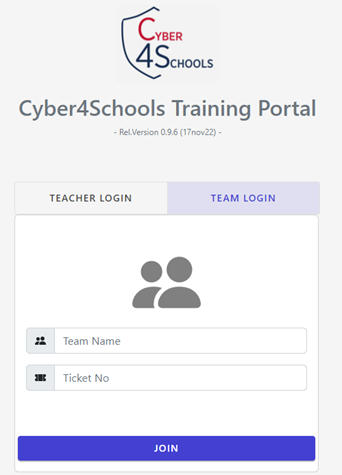 CYBER
4SCHOOLS
Cyber4Schools Training Portal
- Rel.Version 0.9.6 (17nov22) -
TEACHER LOGIN TEAM LOGIN
Team Name
Ticket No
JOIN